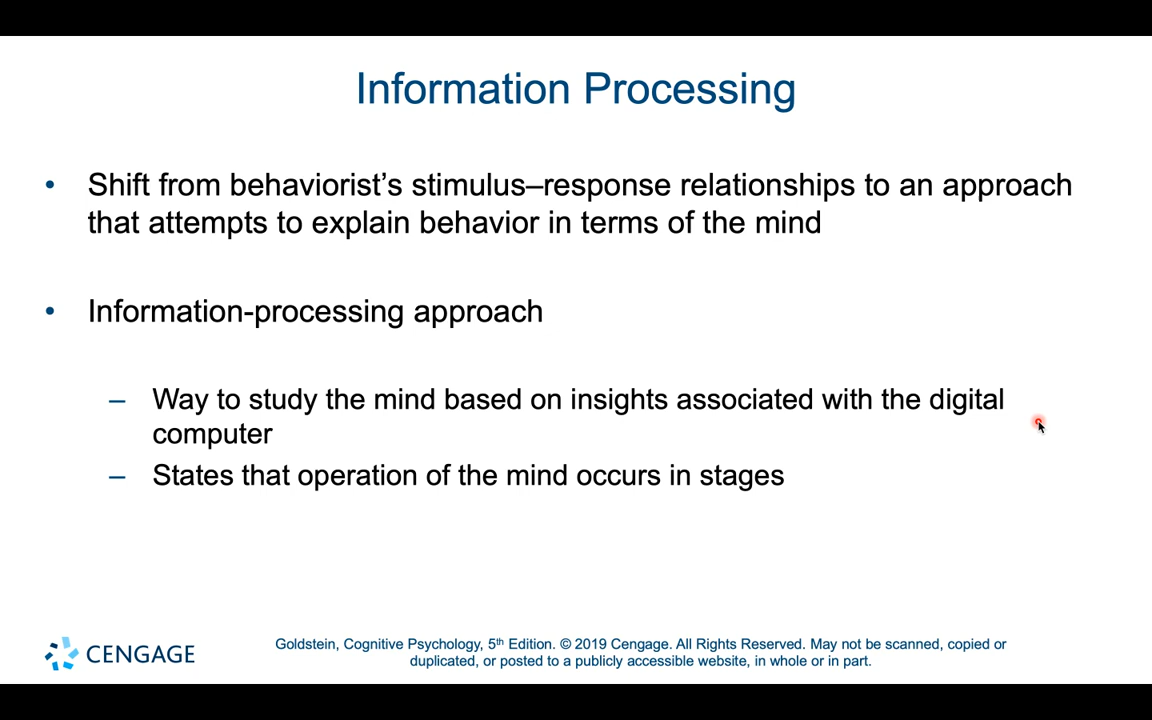 Information Processing
• Shift from behaviorist’s stimulus–response relationships to an approach
that attempts to explain behavior in terms of the mind
• Information-processing approach
– Way to study the mind based on insights associated with the digital
computer
– States that operation of the mind occurs in stages
CENGAGE
Goldstein, Cognitive Psychology, 5th Edition. © 2019 Cengage. All Rights Reserved. May not be scanned, copied or
duplicated, or posted to a publicly accessible website, in whole or in part.